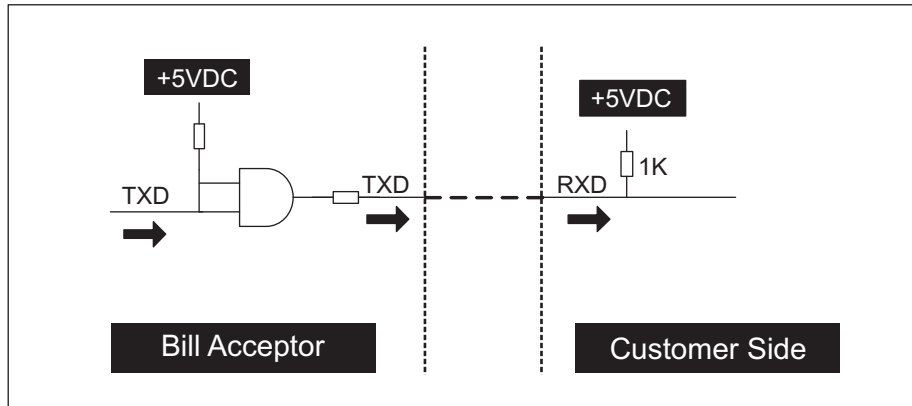 +5VDC
+5VDC
1K
TXD
TXD
RXD
Bill Acceptor
Customer Side